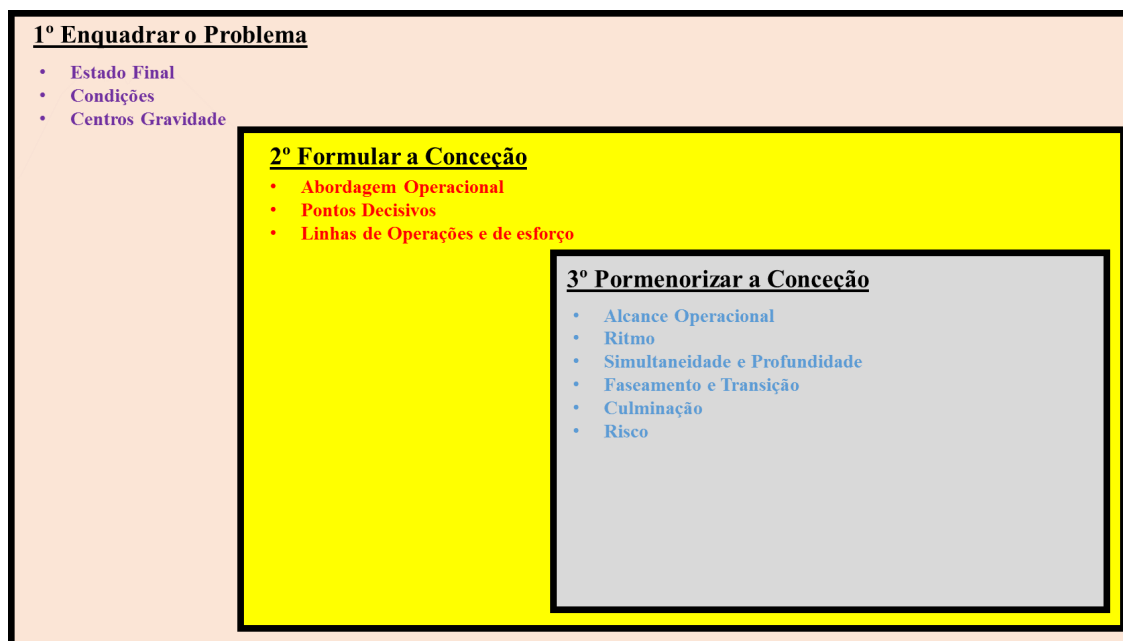 1º Enquadrar o Problema
• Estado Final
• Condições
• Centros Gravidade
2º Formular a Conceção
• Abordagem Operacional
• Pontos Decisivos
• Linhas de Operações e de esforço
3º Pormenorizar a Conceção
• Alcance Operacional
• Ritmo
• Simultaneidade e Profundidade
• Faseamento e Transição
• Culminação
• Risco